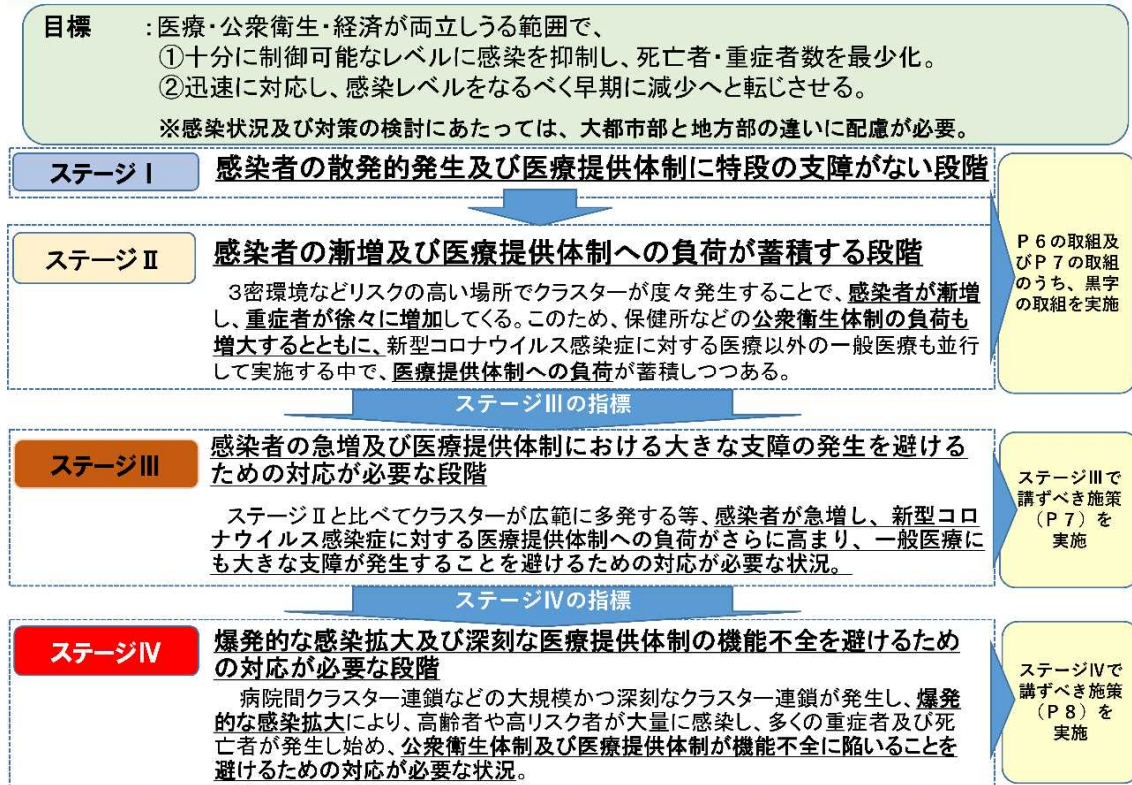 目標　：医療・公衆衛生・経済が両立しうる範囲で、
①十分に制御可能なレベルに感染を抑制し、死亡者・重症者数を最少化。
②迅速に対応し、感染レベルをなるべく早期に減少へと転じさせる。
※感染状況及び対策の検討にあたっては、大都市部と地方部の違いに配慮が必要。
ステージⅠ
感染者の散発的発生及び医療提供体制に特段の支障がない段階
ステージⅡ
感染者の漸増及び医療提供体制への負荷が蓄積する段階
３密環境などリスクの高い場所でクラスターが度々発生することで、感染者が漸増
し、重症者が徐々に増加してくる。このため、保健所などの公衆衛生体制の負荷も
増大するとともに、新型コロナウイルス感染症に対する医療以外の一般医療も並行
して実施する中で、医療提供体制への負荷が蓄積しつつある。
Ｐ６の取組及
びＰ７の取組
のうち、黒字
の取組を実施
ステージⅢの指標
ステージⅢ
感染者の急増及び医療提供体制における大きな支障の発生を避ける
ための対応が必要な段階
ステージⅡと比べてクラスターが広範に多発する等、感染者が急増し、新型コロ
ナウイルス感染症に対する医療提供体制への負荷がさらに高まり、一般医療に
も大きな支障が発生することを避けるための対応が必要な状況。
ステージⅢで
講ずべき施策
（Ｐ７）を
実施
ステージⅣの指標
ステージⅣ
爆発的な感染拡大及び深刻な医療提供体制の機能不全を避けるため
の対応が必要な段階
病院間クラスター連鎖などの大規模かつ深刻なクラスター連鎖が発生し、爆発
的な感染拡大により、高齢者や高リスク者が大量に感染し、多くの重症者及び死
亡者が発生し始め、公衆衛生体制及び医療提供体制が機能不全に陥いることを
避けるための対応が必要な状況。
ステージⅣで
講ずべき施策
（Ｐ８）を
実施